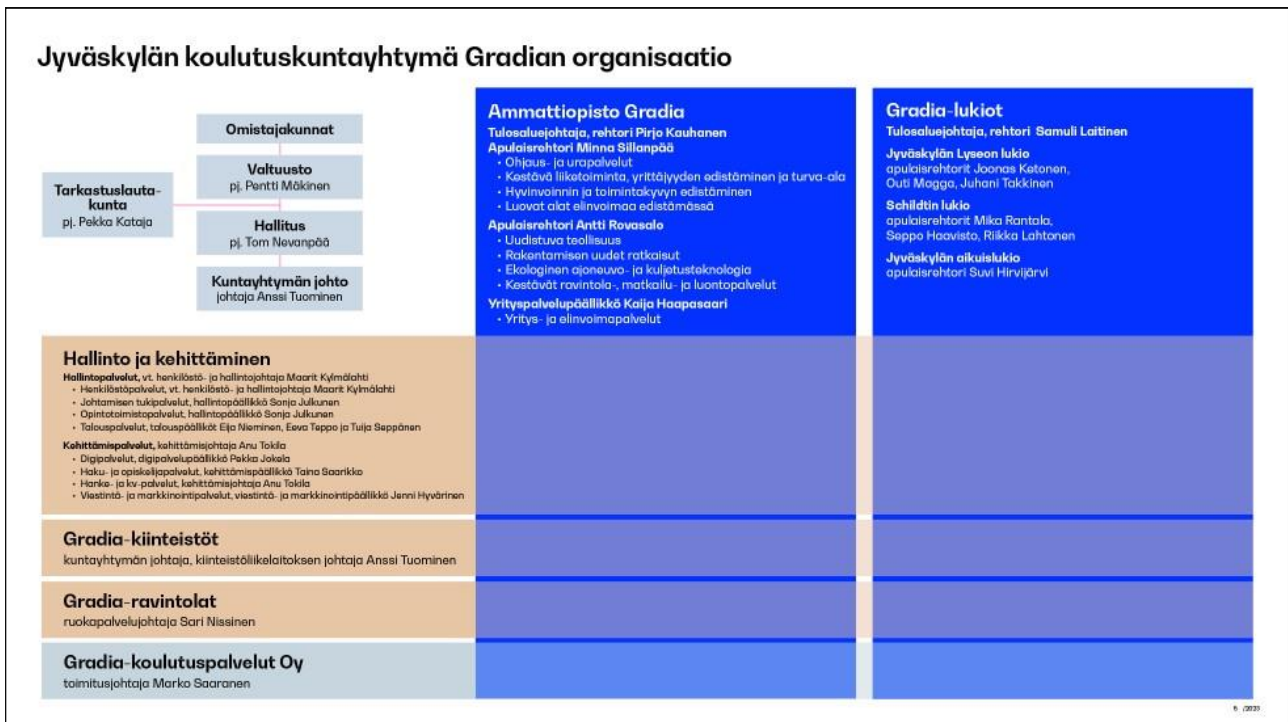 Jyväskylän koulutuskuntayhtymä Gradian organisaatio
Omistajakunnat
Valtuusto
pj. Pentti Mäkinen
Tarkastuslauta-
kunta
pj. Pekka Kataja
Hallitus
pj. Tom Nevanpää
Kuntayhtymän johto
johtaja Anssi Tuominen
Ammattiopisto Gradia
Tulosaluejohtaja, rehtori Pirjo Kauhanen
Apulaisrehtori Minna Sillanpää
• Ohjaus- ja urapalvelut
• Kestävä liiketoiminta, yrittäjyyden edistäminen ja turva-ala
• Hyvinvoinnin ja toimintakyvyn edistäminen
• Luovat alat elinvoimaa edistämässä
Apulaisrehtori Antti Rovasalo
• Uudistuva teollisuus
• Rakentamisen uudet ratkaisut
• Ekologinen ajoneuvo- ja kuljetusteknologia
• Kestävät ravintola-, matkailu- ja luontopalvelut
Yrityspalvelupäällikkö Kaija Haapasaari
• Yritys- ja elinvoimapalvelut
Gradia-lukiot
Tulosaluejohtaja, rehtori Samuli Laitinen
Jyväskylän Lyseon lukio
apulaisrehtorit Joonas Ketonen,
Outi Magga, Juhani Takkinen
Schildtin lukio
apulaisrehtorit Mika Rantala,
Seppo Haavisto, Riikka Lahtonen
Jyväskylän aikuislukio
apulaisrehtori Suvi Hirvijärvi
Hallinto ja kehittäminen
Hallintopalvelut, vt. henkilöstö- ja hallintojohtaja Maarit Kylmälahti
• Henkilöstöpalvelut, vt. henkilöstö- ja hallintojohtaja Maarit Kylmälahti
• Johtamisen tukipalvelut, hallintopäällikkö Sonja Julkunen
• Opintotoimistopalvelut, hallintopäällikkö Sonja Julkunen
• Talouspalvelut, talouspäälliköt Eija Nieminen, Eeva Teppo ja Tuija Seppänen
Kehittämispalvelut, kehittämisjohtaja Anu Tokila
• Digipalvelut, digipalvelupäällikkö Pekka Jokela
• Haku- ja opiskelijapalvelut, kehittämispäällikkö Taina Saarikko
• Hanke- ja kv-palvelut, kehittämisjohtaja Anu Tokila
• Viestintä- ja markkinointipalvelut, viestintä- ja markkinointipäällikkö Jenni Hyvärinen
Gradia-kiinteistöt
kuntayhtymän johtaja, kiinteistöliikelaitoksen johtaja Anssi Tuominen
Gradia-ravintolat
ruokapalvelujohtaja Sari Nissinen
Gradia-koulutuspalvelut Oy
toimitusjohtaja Marko Saaranen